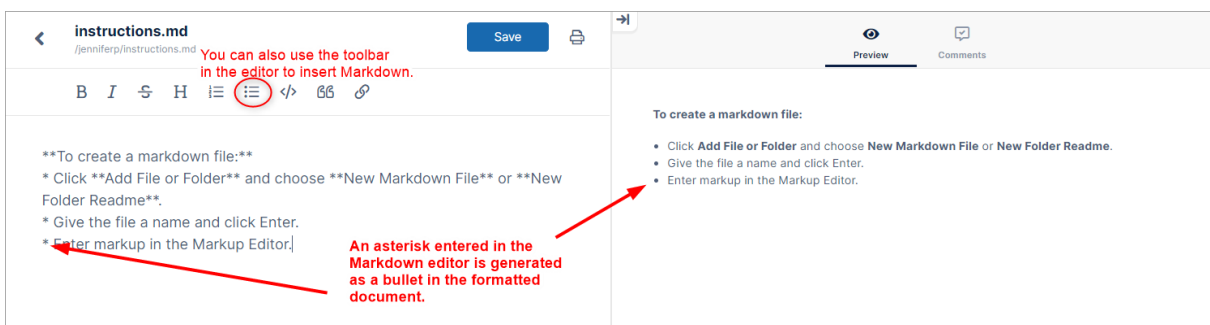 instructions.md
/jenniferp/instructions.md
Save
You can also use the toolbar
in the editor to insert Markdown.
B I S H </>
**To create a markdown file:**
* Click **Add File or Folder** and choose **New Markdown File** or **New
Folder Readme**.
* Give the file a name and click Enter.
* Enter markup in the Markup Editor.
An asterisk entered in the
Markdown editor is generated
as a bullet in the formatted
document.
Preview
Comments
To create a markdown file:
• Click Add File or Folder and choose New Markdown File or New Folder Readme.
• Give the file a name and click Enter.
• Enter markup in the Markup Editor.